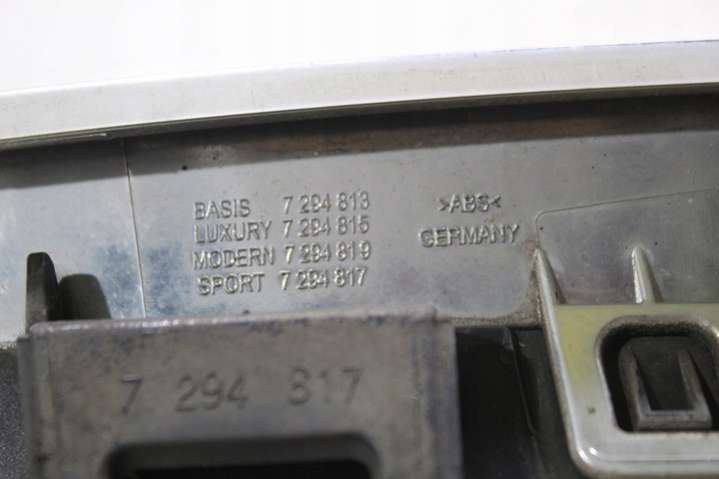 BASIS 7 294 813
LUXURY 7 294 815
MODERN 7 294 819
SPORT 7 294 817
>ABS<
GERMANY
7 294 817